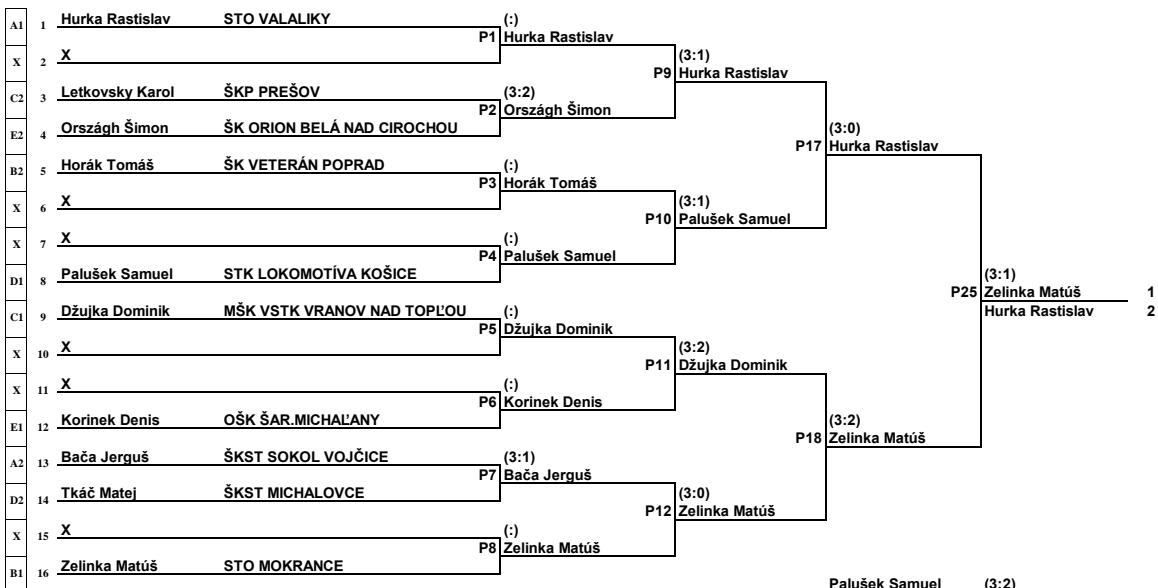 A1 1 Hurka Rastislav STO VALALIKY (:)
P1 Hurka Rastislav
X 2 X (3:1)
P9 Hurka Rastislav
C2 3 Letkovsky Karol ŠKP PREŠOV (3:2)
P2 Országh Šimon
E2 4 Országh Šimon ŠK ORION BELÁ NAD CIROCHOU (3:0)
P17 Hurka Rastislav
B2 5 Horák Tomáš ŠK VETERÁN POPRAD (:)
P3 Horák Tomáš
X 6 X (3:1)
P10 Palušek Samuel
X 7 X (:)
P4 Palušek Samuel
D1 8 Palušek Samuel STK LOKOMOTÍVA KOŠICE (3:1)
P25 Zelinka Matúš 1
C1 9 Džujka Dominik MŠK VSTK VRANOV NAD TOPĽOU (:) Hurka Rastislav 2
P5 Džujka Dominik
X 10 X (3:2)
P11 Džujka Dominik
X 11 X (:)
P6 Korinek Denis
E1 12 Korinek Denis OŠK ŠAR.MICHAĽANY (3:2)
P18 Zelinka Matúš
A2 13 Bača Jerguš ŠKST SOKOL VOJČICE (3:1)
P7 Bača Jerguš
D2 14 Tkáč Matej ŠKST MICHALOVCE (3:0)
P12 Zelinka Matúš
X 15 X (:)
P8 Zelinka Matúš
B1 16 Zelinka Matúš STO MOKRANCE
Palušek Samuel (3:2)